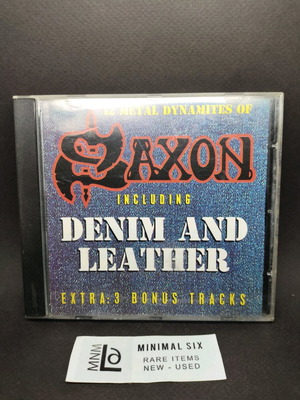 12 METAL DYNAMITES OF
SAXON
INCLUDING
DENIM AND
LEATHER
EXTRA: 3 BONUS TRACKS
MNM
MINIMAL SIX
RARE ITEMS
NEW - USED